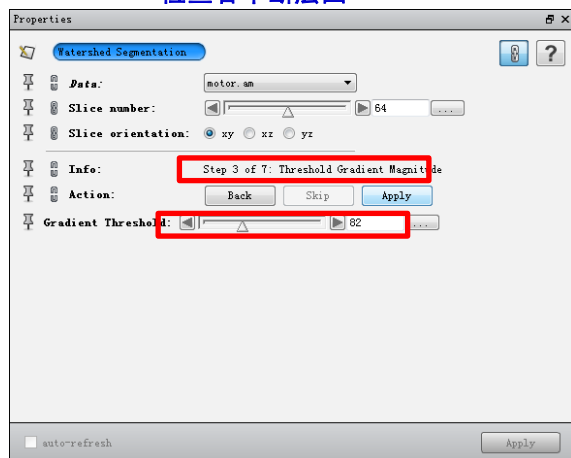 Properties
Watershed Segmentation
?
Data: motor.am
Slice number: 64 ...
Slice orientation: xy xz yz
Info: Step 3 of 7: Threshold Gradient Magnitude
Action: Back Skip Apply
Gradient Threshold: 82 ...
auto-refresh Apply